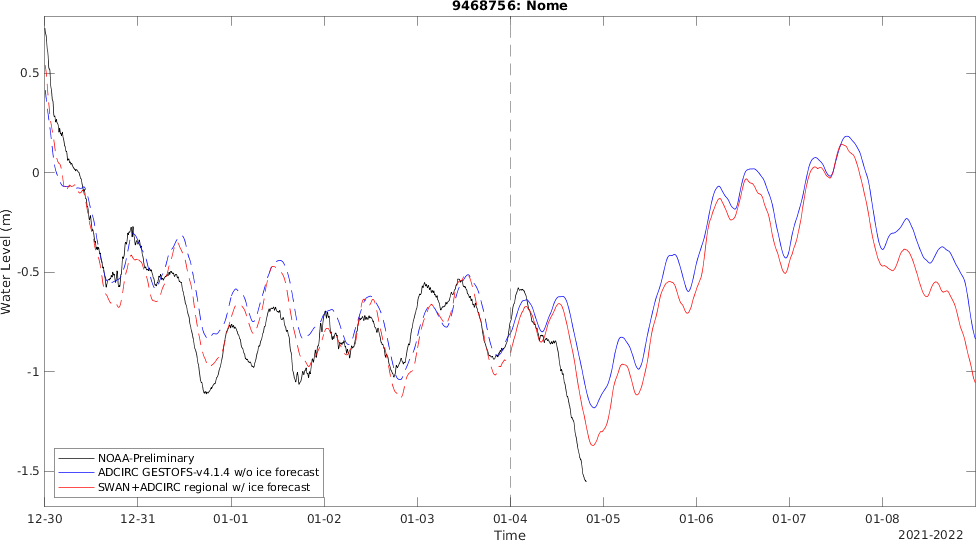 9468756: Nome
Water Level (m)
0.5
0
-0.5
-1
-1.5
NOAA-Preliminary
ADCIRC GESTOFS-v4.1.4 w/o ice forecast
SWAN+ADCIRC regional w/ ice forecast
12-30 12-31 01-01 01-02 01-03 01-04 01-05 01-06 01-07 01-08
Time
2021-2022